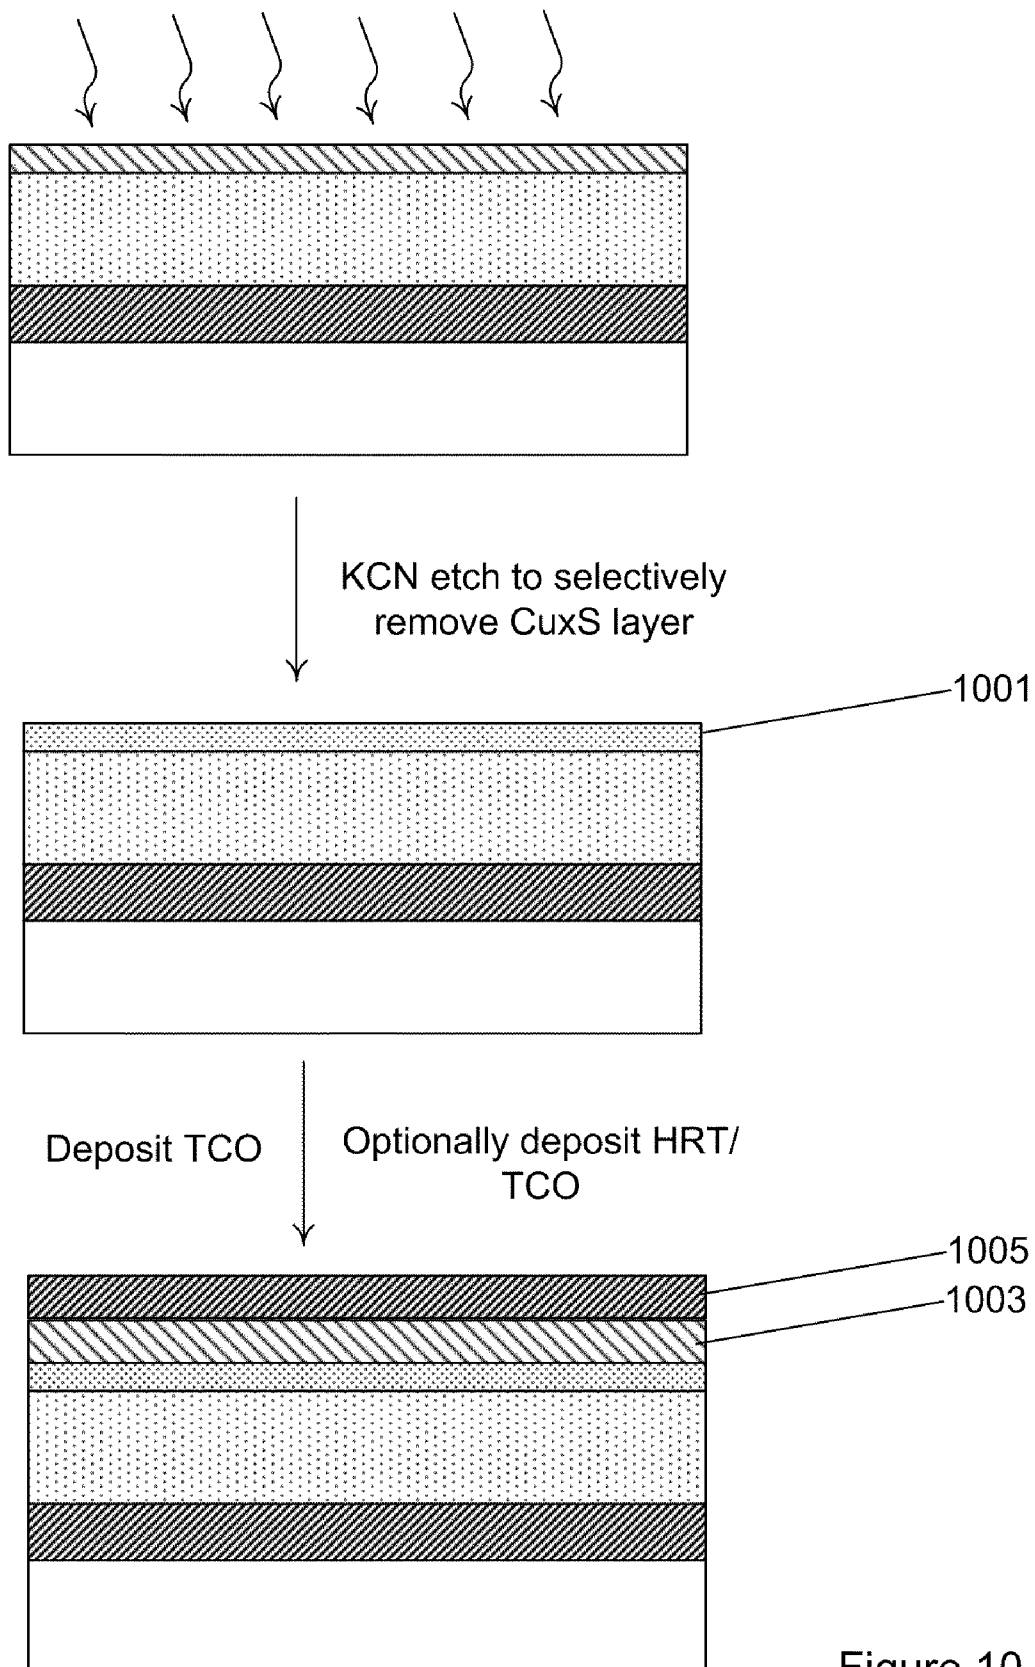 KCN etch to selectively
remove CuxS layer
1001
Deposit TCO
Optionally deposit HRT/
TCO
1005
1003
Figure 10